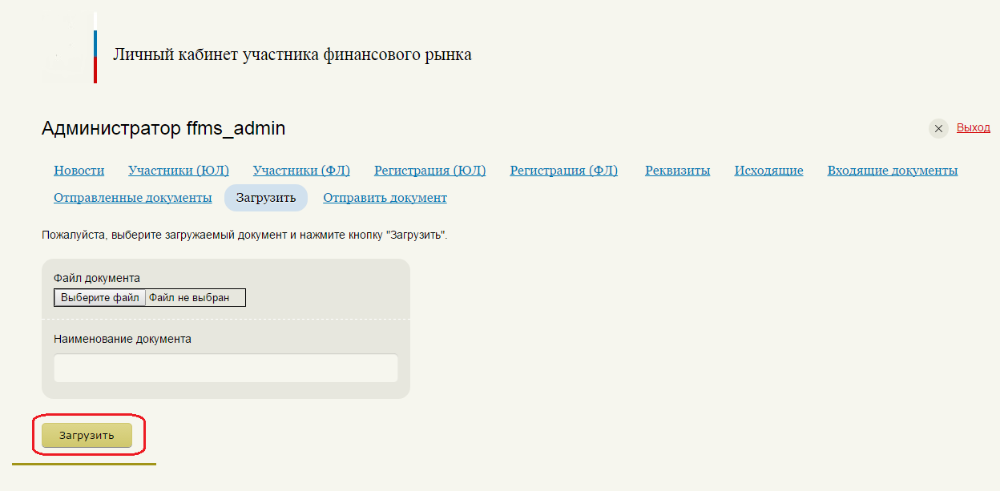 Личный кабинет участника финансового рынка
Администратор ffms_admin
Выход
Новости Участники (ЮЛ) Участники (ФЛ) Регистрация (ЮЛ) Регистрация (ФЛ) Реквизиты Исходящие Входящие документы
Отправленные документы Загрузить Отправить документ
Пожалуйста, выберите загружаемый документ и нажмите кнопку "Загрузить".
Файл документа
Выберите файл Файл не выбран
Наименование документа
Загрузить